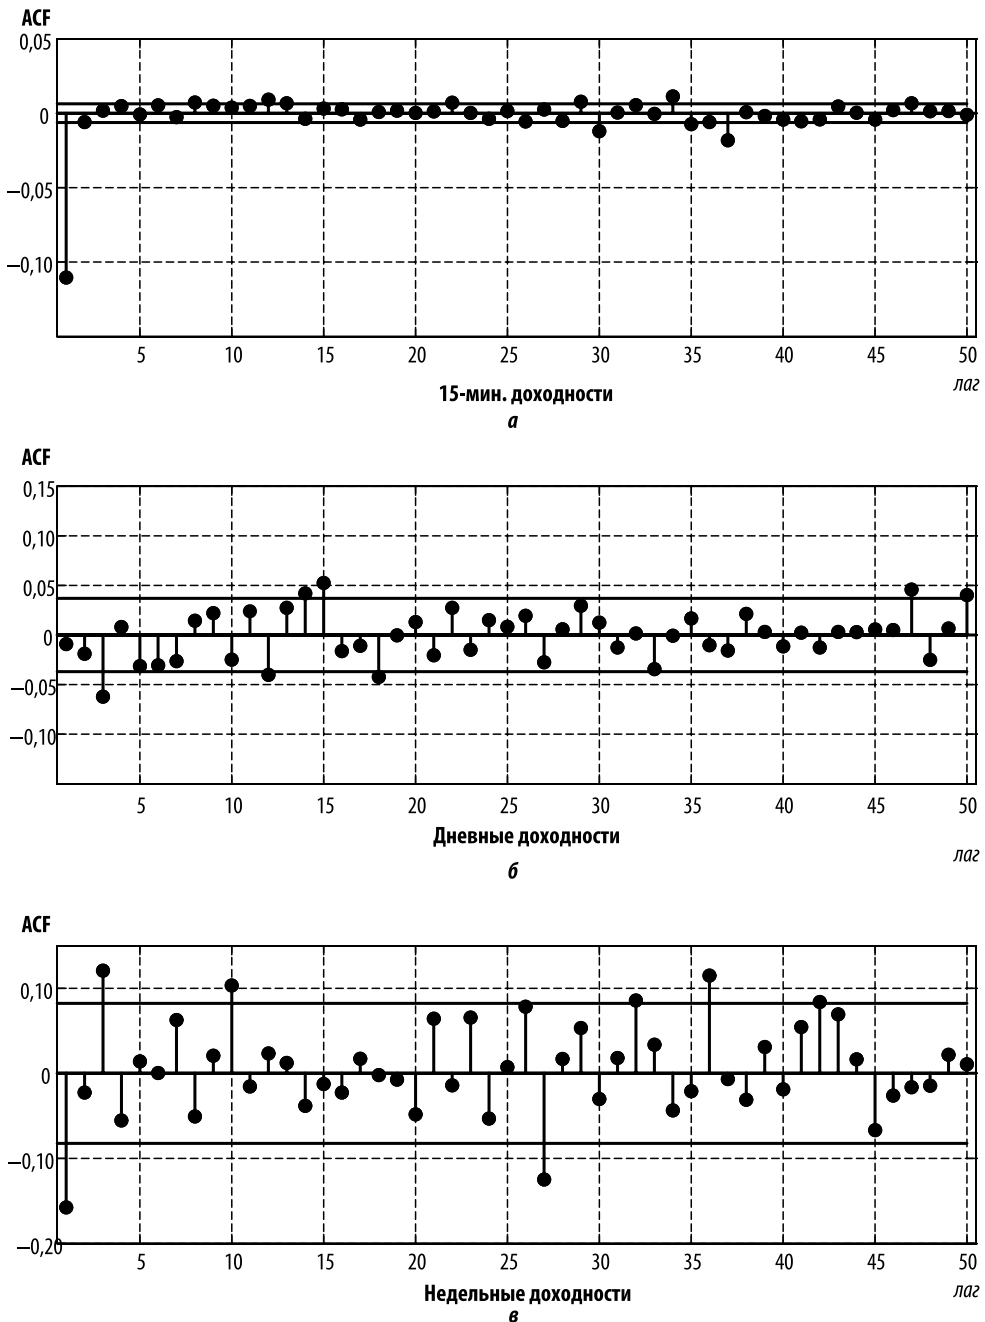 ACF
0,05
0
–0,05
–0,10
5 10 15 20 25 30 35 40 45 50
лаг
15-мин. доходности
а
ACF
0,15
0,10
0,05
0
–0,05
–0,10
5 10 15 20 25 30 35 40 45 50
Дневные доходности
лаг
б
ACF
0,10
0
–0,10
–0,20
5 10 15 20 25 30 35 40 45 50
Недельные доходности
лаг
в